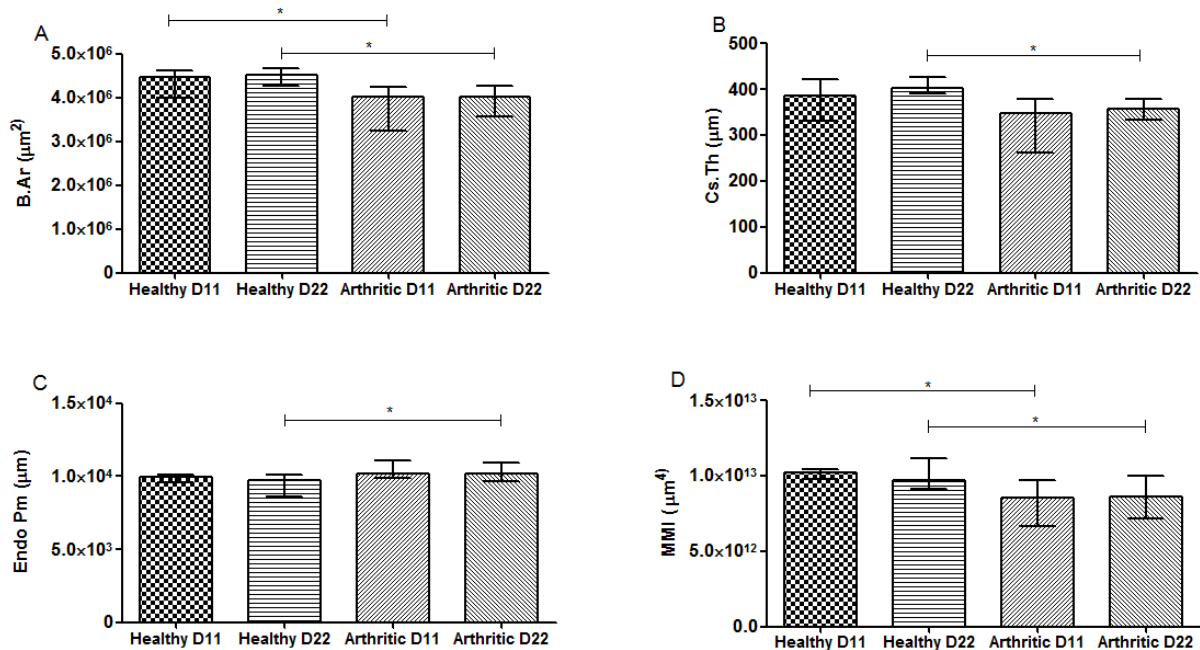 A
*
*
5.0×10⁶
4.0×10⁶
3.0×10⁶
2.0×10⁶
1.0×10⁶
0
B.Ar (μm²)
Healthy D11 Healthy D22 Arthritic D11 Arthritic D22
B
*
500
400
300
200
100
0
Cs.Th (μm)
Healthy D11 Healthy D22 Arthritic D11 Arthritic D22
C
*
1.5×10⁴
1.0×10⁴
5.0×10³
0
Endo Pm (μm)
Healthy D11 Healthy D22 Arthritic D11 Arthritic D22
D
*
*
1.5×10¹³
1.0×10¹³
5.0×10¹²
0.0
MMI (μm⁴)
Healthy D11 Healthy D22 Arthritic D11 Arthritic D22